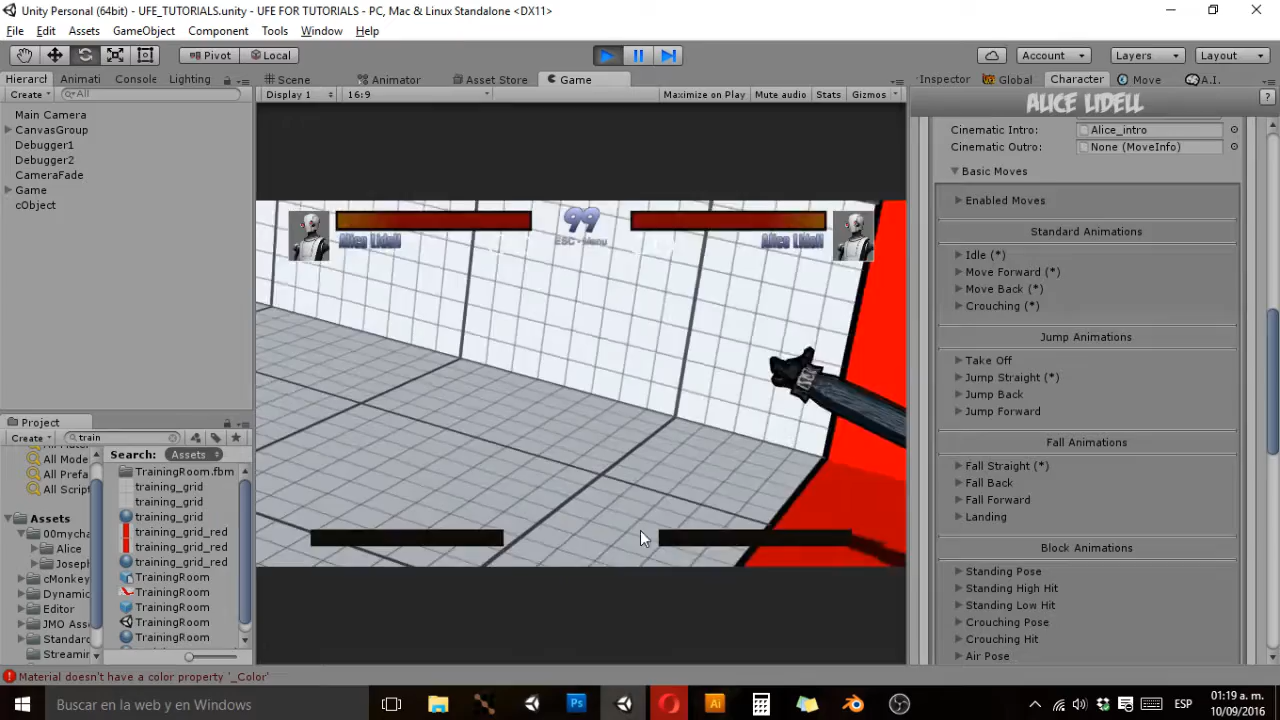 Unity Personal (64bit) - UFE_TUTORIALS.unity - UFE FOR TUTORIALS - PC, Mac & Linux Standalone <DX11>
File Edit Assets GameObject Component Tools Window Help
Pivot Local Account Layers Layout
Hierarch Animati Console Lighting Scene Animator Asset Store Game Inspector Global Character Move A.I.
Create All Display 1 16:9 Maximize on Play Mute audio Stats Gizmos ALICE LIDELL ?
Main Camera
CanvasGroup
Debugger1
Debugger2
CameraFade
Game
cObject
99
ESC - Menu
Alice Lidell
Alice Lidell
Cinematic Intro: Alice_intro
Cinematic Outro: None (MoveInfo)
Basic Moves
Enabled Moves
Standard Animations
Idle (*)
Move Forward (*)
Move Back (*)
Crouching (*)
Jump Animations
Take Off
Jump Straight (*)
Jump Back
Jump Forward
Fall Animations
Fall Straight (*)
Fall Back
Fall Forward
Landing
Block Animations
Standing Pose
Standing High Hit
Standing Low Hit
Crouching Pose
Crouching Hit
Air Pose
Project
Create train
All Mode
All Prefa
All Script
Assets
00mycha
Alice
Joseph
cMonkey
Dynamic
Editor
JMO Ass
Standard
Streamin
Search: Assets
TrainingRoom.fbm
training_grid
training_grid
training_grid
training_grid_red
training_grid_red
training_grid_red
TrainingRoom
TrainingRoom
TrainingRoom
TrainingRoom
TrainingRoom
Material doesn't have a color property '_Color'
Buscar en la web y en Windows
Ps
Ai
ESP
01:19 a. m.
10/09/2016